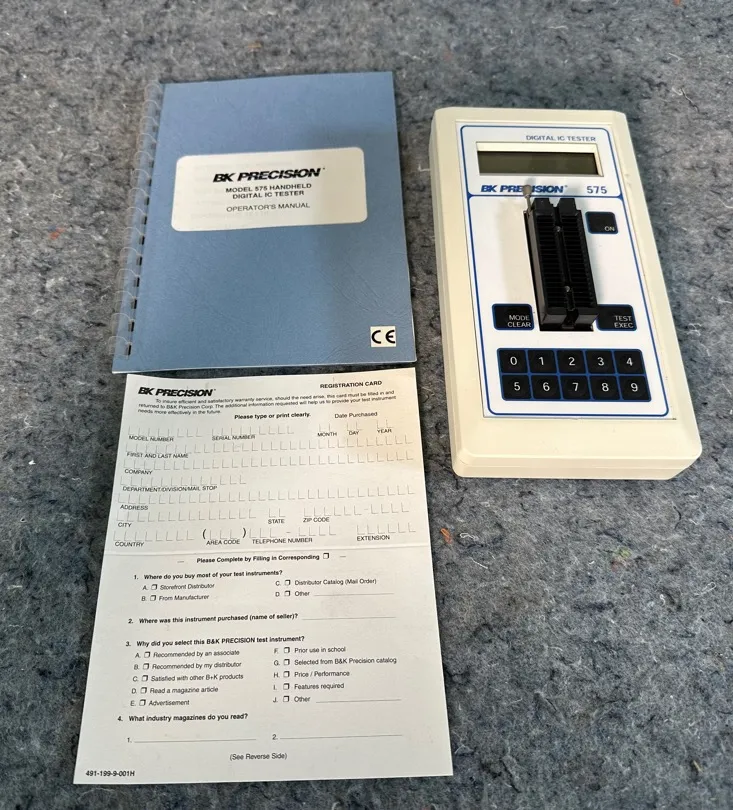 BK PRECISION
MODEL 575 HANDHELD
DIGITAL IC TESTER
OPERATOR'S MANUAL
CE
DIGITAL IC TESTER
BK PRECISION
575
ON
MODE
CLEAR
TEST
EXEC
0 1 2 3 4
5 6 7 8 9
BK PRECISION
REGISTRATION CARD
To insure efficient and satisfactory warranty service, should the need arise, this card must be filled in and
returned to B&K Precision Corp. The additional information requested will help us to provide your test instrument
needs more effectively in the future.
Please type or print clearly.
Date Purchased
MODEL NUMBER SERIAL NUMBER MONTH DAY YEAR
FIRST AND LAST NAME
COMPANY
DEPARTMENT/DIVISION/MAIL STOP
ADDRESS
CITY STATE ZIP CODE
COUNTRY ( ) AREA CODE TELEPHONE NUMBER EXTENSION
— Please Complete by Filling in Corresponding ❒ —
1. Where do you buy most of your test instruments?
A. ❒ Storefront Distributor C. ❒ Distributor Catalog (Mail Order)
B. ❒ From Manufacturer D. ❒ Other
2. Where was this instrument purchased (name of seller)?
3. Why did you select this B&K PRECISION test instrument?
A. ❒ Recommended by an associate F. ❒ Prior use in school
B. ❒ Recommended by my distributor G. ❒ Selected from B&K Precision catalog
C. ❒ Satisfied with other B+K products H. ❒ Price / Performance
D. ❒ Read a magazine article I. ❒ Features required
E. ❒ Advertisement J. ❒ Other
4. What industry magazines do you read?
1. 2.
(See Reverse Side)
491-199-9-001H